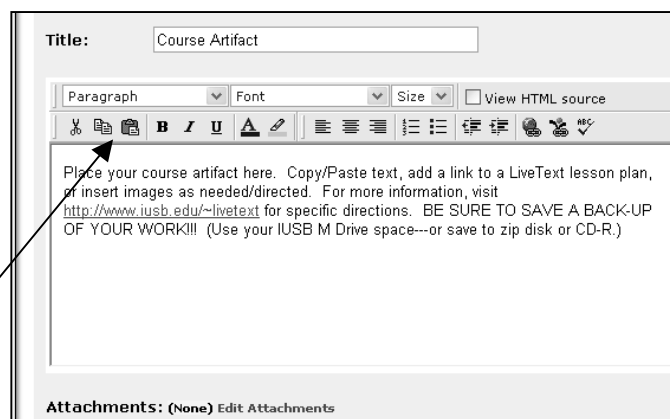 Title: Course Artifact
Paragraph Font Size View HTML source
B I U A ABC
Place your course artifact here. Copy/Paste text, add a link to a LiveText lesson plan,
or insert images as needed/directed. For more information, visit
http://www.iusb.edu/~livetext for specific directions. BE SURE TO SAVE A BACK-UP
OF YOUR WORK!!! (Use your IUSB M Drive space---or save to zip disk or CD-R.)
Attachments: (None) Edit Attachments